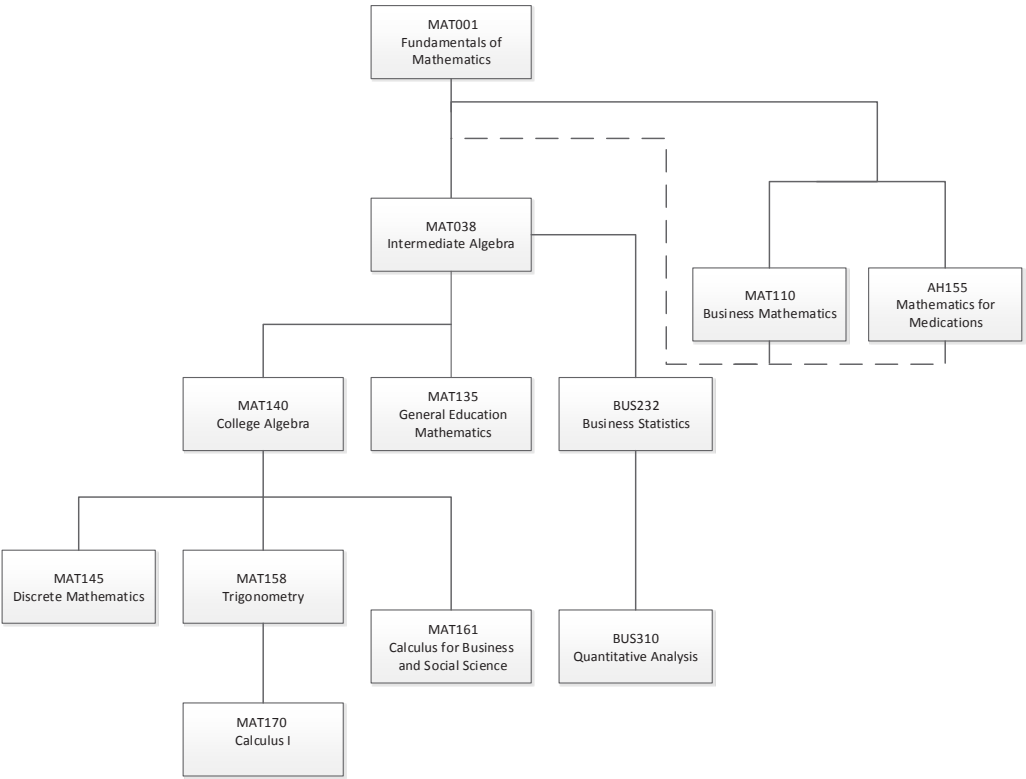 MAT001
Fundamentals of
Mathematics
MAT038
Intermediate Algebra
MAT110
Business Mathematics
AH155
Mathematics for
Medications
MAT140
College Algebra
MAT135
General Education
Mathematics
BUS232
Business Statistics
MAT145
Discrete Mathematics
MAT158
Trigonometry
MAT161
Calculus for Business
and Social Science
BUS310
Quantitative Analysis
MAT170
Calculus I